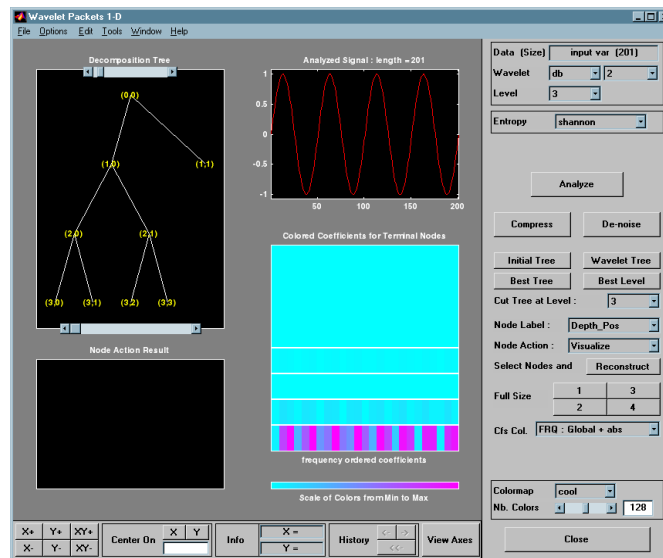 Wavelet Packets 1-D
File Options Edit Tools Window Help
Decomposition Tree
(0,0)
(1,0) (1,1)
(2,0) (2,1)
(3,0) (3,1) (3,2) (3,3)
Node Action Result
Analyzed Signal : length = 201
1
0.5
0
-0.5
-1
50 100 150 200
Colored Coefficients for Terminal Nodes
frequency ordered coefficients
Scale of Colors from Min to Max
Data (Size) input var (201)
Wavelet db 2
Level 3
Entropy shannon
Analyze
Compress De-noise
Initial Tree Wavelet Tree
Best Tree Best Level
Cut Tree at Level : 3
Node Label : Depth_Pos
Node Action : Visualize
Select Nodes and Reconstruct
Full Size 1 3
2 4
Cfs Col. FRQ : Global + abs
Colormap cool
Nb. Colors 128
Close
X+ Y+ XY+
X- Y- XY-
Center On X Y
Info X =
Y =
History <- ->
<<-
View Axes